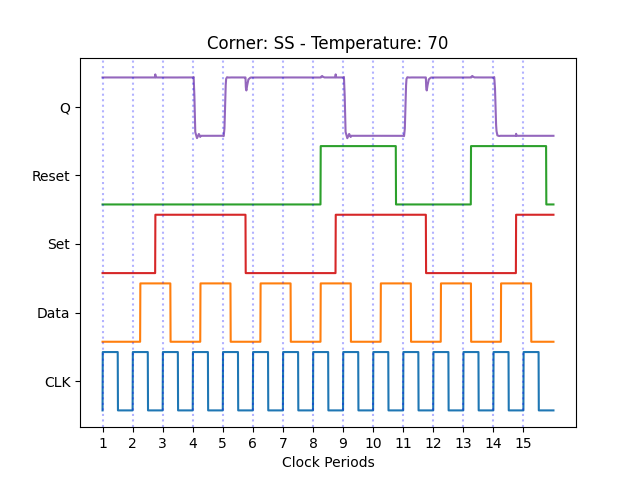 Corner: SS - Temperature: 70
Q
Reset
Set
Data
CLK
1 2 3 4 5 6 7 8 9 10 11 12 13 14 15
Clock Periods